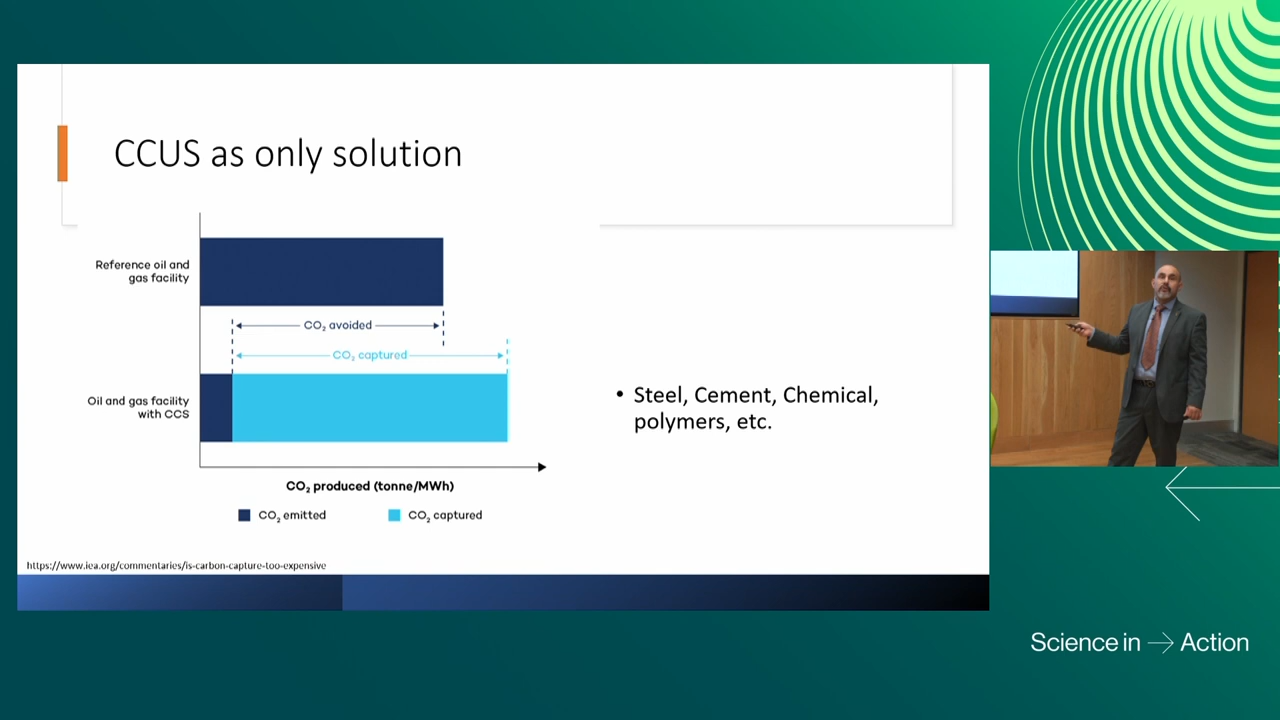 CCUS as only solution
Reference oil and
gas facility
CO₂ avoided
CO₂ captured
Oil and gas facility
with CCS
CO₂ produced (tonne/MWh)
CO₂ emitted
CO₂ captured
• Steel, Cement, Chemical,
polymers, etc.
https://www.iea.org/commentaries/is-carbon-capture-too-expensive
Science in → Action